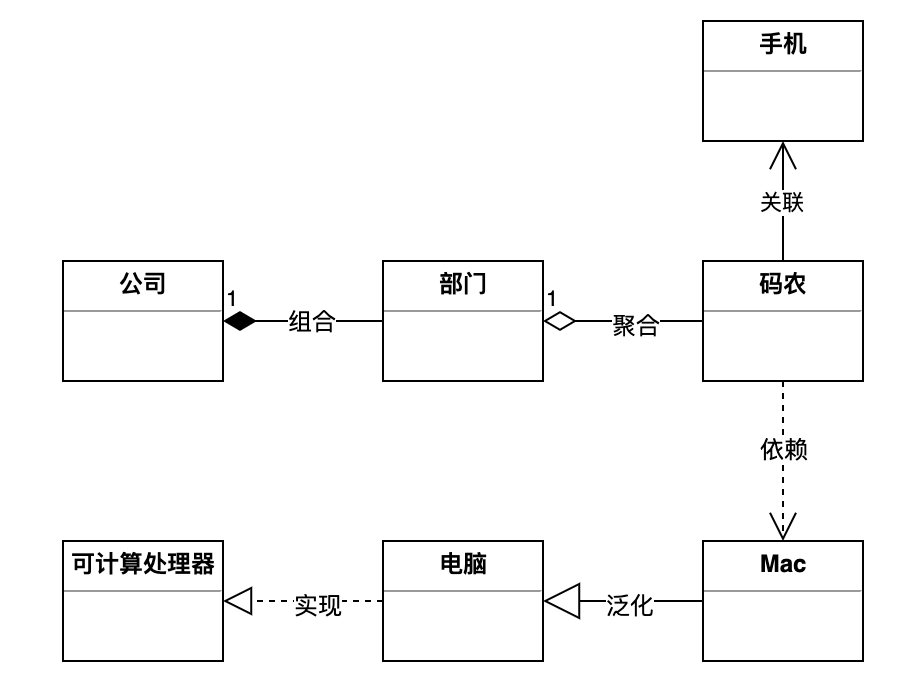 手机
关联
公司
1
组合
部门
1
聚合
码农
依赖
可计算处理器
实现
电脑
泛化
Mac